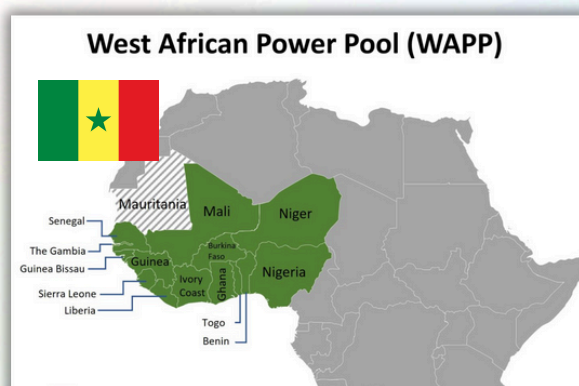 West African Power Pool (WAPP)
Mauritania
Mali
Niger
Senegal
The Gambia
Guinea Bissau
Guinea
Burkina
Faso
Nigeria
Ivory
Coast
Ghana
Sierra Leone
Liberia
Togo
Benin